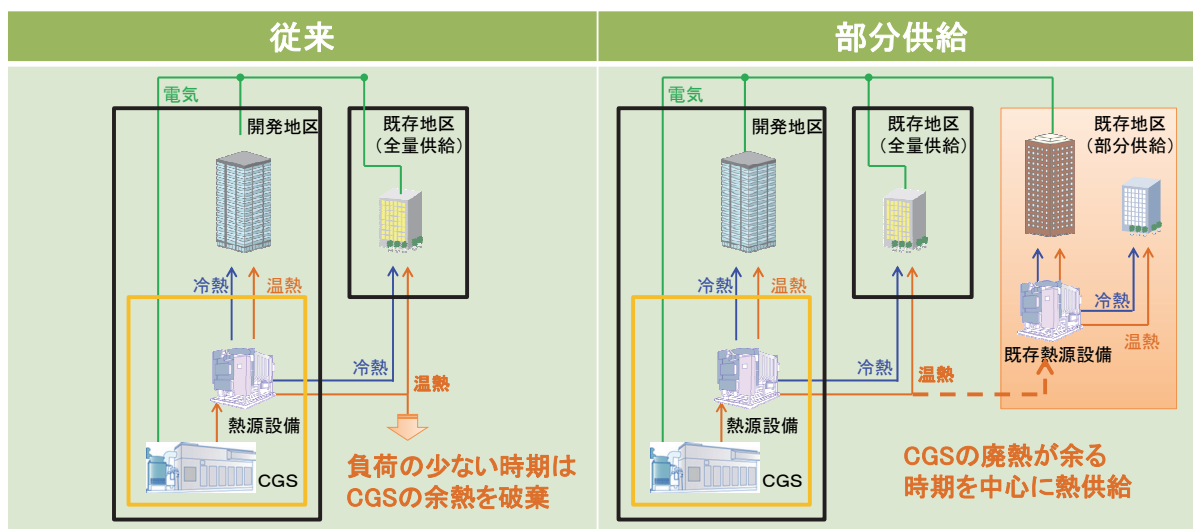 従来
電気
開発地区
既存地区
（全量供給）
冷熱
温熱
冷熱
温熱
熱源設備
CGS
負荷の少ない時期は
CGSの余熱を破棄
部分供給
電気
開発地区
既存地区
（全量供給）
既存地区
（部分供給）
冷熱
温熱
冷熱
温熱
既存熱源設備
冷熱
温熱
熱源設備
CGS
CGSの廃熱が余る
時期を中心に熱供給